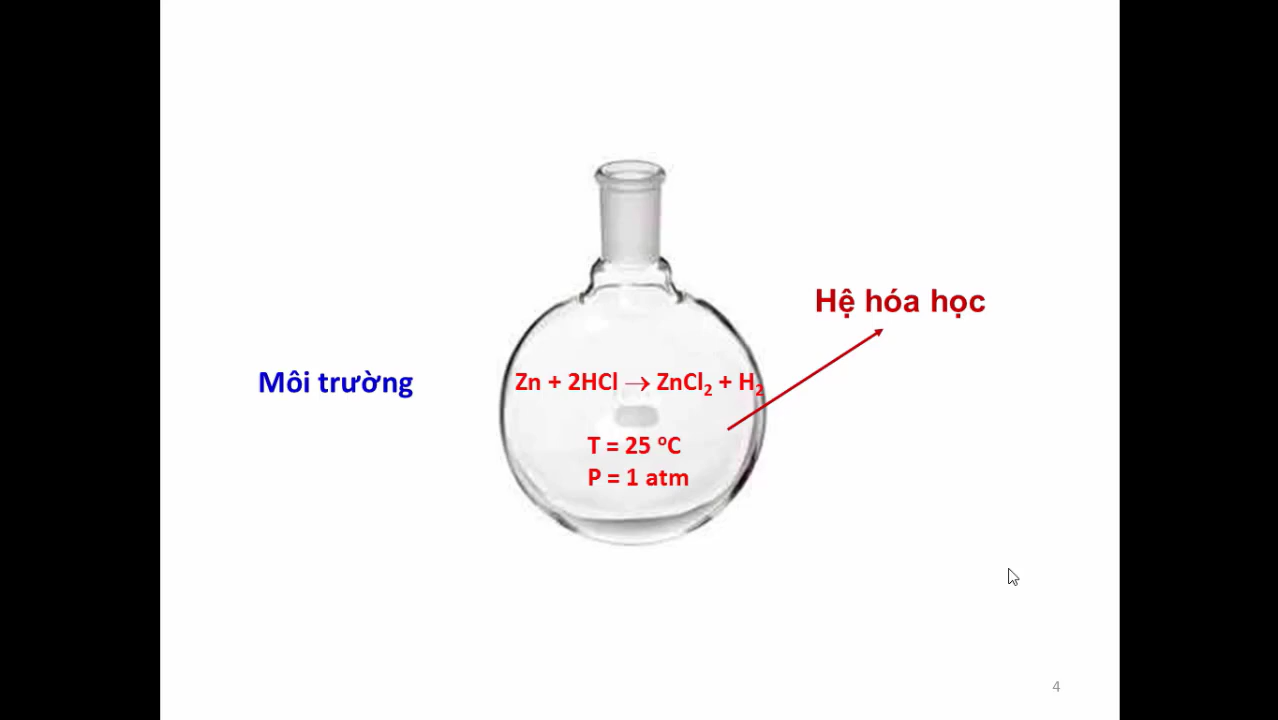 Hệ hóa học
Môi trường
Zn + 2HCl → ZnCl₂ + H₂
T = 25 ºC
P = 1 atm
4